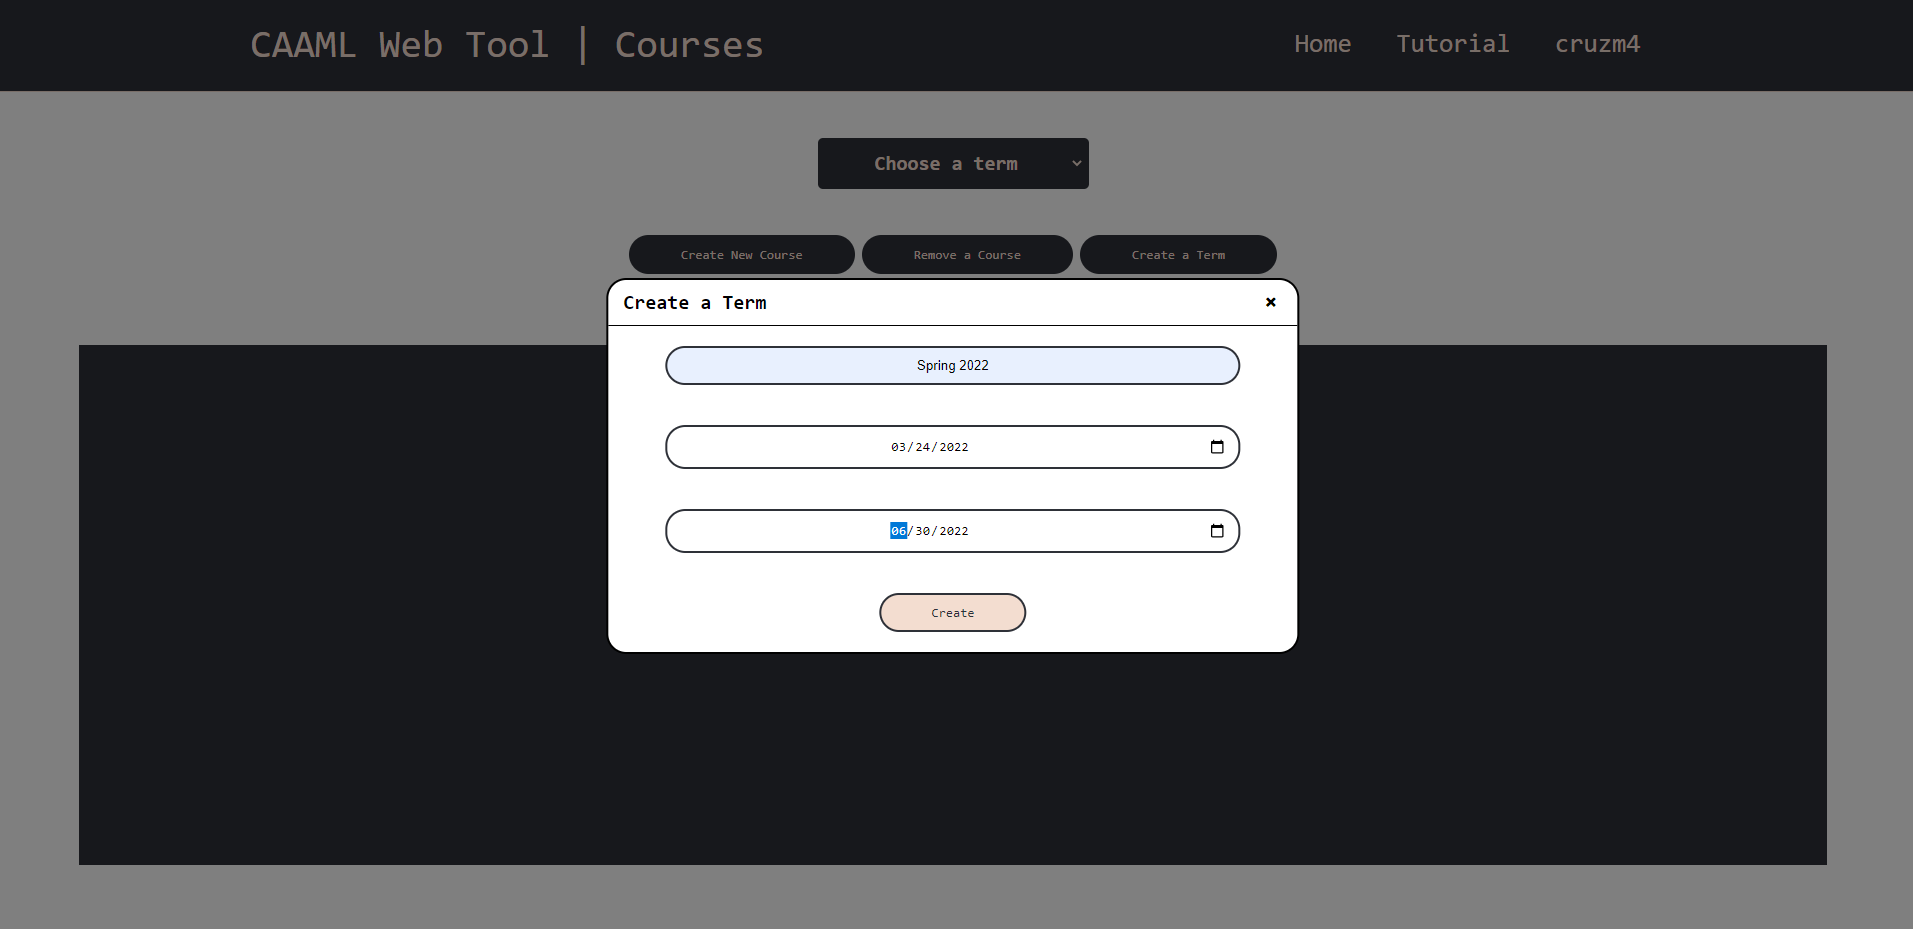 CAAML Web Tool | Courses
Home Tutorial cruzm4
Choose a term
Create New Course Remove a Course Create a Term
Create a Term ×
Spring 2022
03/24/2022
06/30/2022
Create